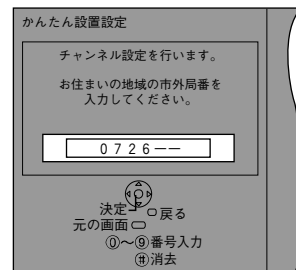 かんたん設置設定
チャンネル設定を行います。
お住まいの地域の市外局番を
入力してください。
0726−−
決定
戻る
元の画面
⓪〜⑨番号入力
⑪消去